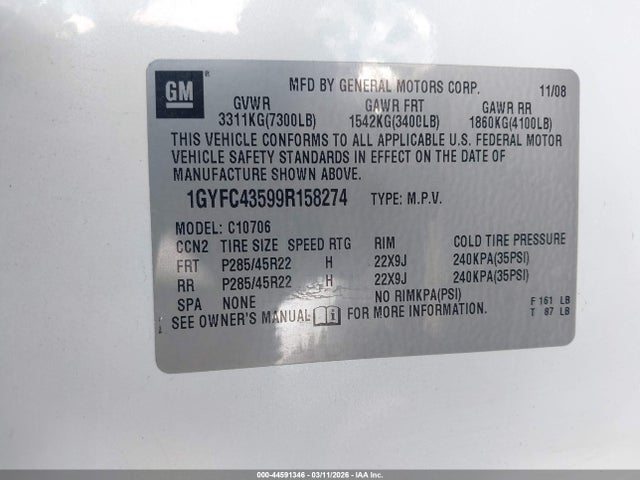 GM ®
MFD BY GENERAL MOTORS CORP. 11/08
GVWR GAWR FRT GAWR RR
3311KG(7300LB) 1542KG(3400LB) 1860KG(4100LB)
THIS VEHICLE CONFORMS TO ALL APPLICABLE U.S. FEDERAL MOTOR
VEHICLE SAFETY STANDARDS IN EFFECT ON THE DATE OF
MANUFACTURE SHOWN ABOVE.
1GYFC43599R158274 TYPE: M.P.V.
MODEL: C10706
CCN2 TIRE SIZE SPEED RTG RIM COLD TIRE PRESSURE
FRT P285/45R22 H 22X9J 240KPA(35PSI)
RR P285/45R22 H 22X9J 240KPA(35PSI)
SPA NONE NO RIMKPA(PSI)
SEE OWNER'S MANUAL FOR MORE INFORMATION.
F 161 LB
T 87 LB
000-44591346 - 03/11/2026 - IAA Inc.